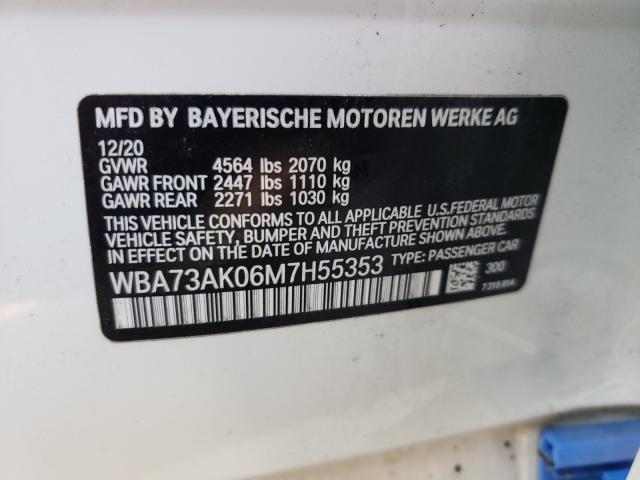 MFD BY BAYERISCHE MOTOREN WERKE AG
12/20
GVWR 4564 lbs 2070 kg
GAWR FRONT 2447 lbs 1110 kg
GAWR REAR 2271 lbs 1030 kg
THIS VEHICLE CONFORMS TO ALL APPLICABLE U.S.FEDERAL MOTOR
VEHICLE SAFETY, BUMPER AND THEFT PREVENTION STANDARDS
IN EFFECT ON THE DATE OF MANUFACTURE SHOWN ABOVE.
WBA73AK06M7H55353 TYPE: PASSENGER CAR
300
7315814